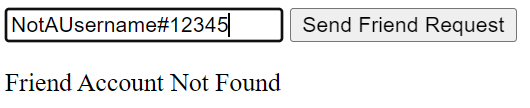 NotAUsername#12345 Send Friend Request
Friend Account Not Found